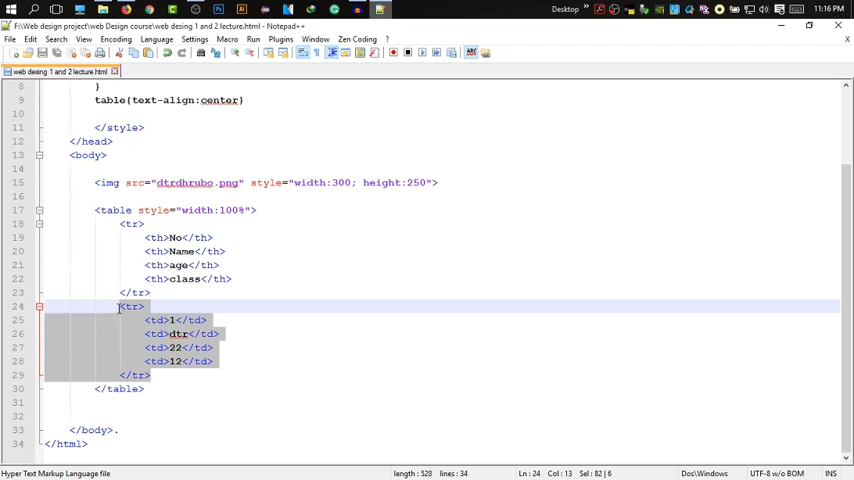 Desktop
11:16 PM
F:\Web design project\web Design course\web desing 1 and 2 lecture.html - Notepad++
File Edit Search View Encoding Language Settings Macro Run Plugins Window Zen Coding ?
web desing 1 and 2 lecture.html
8 }
9 table{text-align:center}
10
11 </style>
12 </head>
13 <body>
14
15 <img src="dtrdhrubo.png" style="width:300; height:250">
16
17 <table style="width:100%">
18 <tr>
19 <th>No</th>
20 <th>Name</th>
21 <th>age</th>
22 <th>class</th>
23 </tr>
24 <tr>
25 <td>1</td>
26 <td>dtr</td>
27 <td>22</td>
28 <td>12</td>
29 </tr>
30 </table>
31
32
33 </body>.
34 </html>
Hyper Text Markup Language file length : 528 lines : 34 Ln : 24 Col : 13 Sel : 82 | 6 Dos\Windows UTF-8 w/o BOM INS